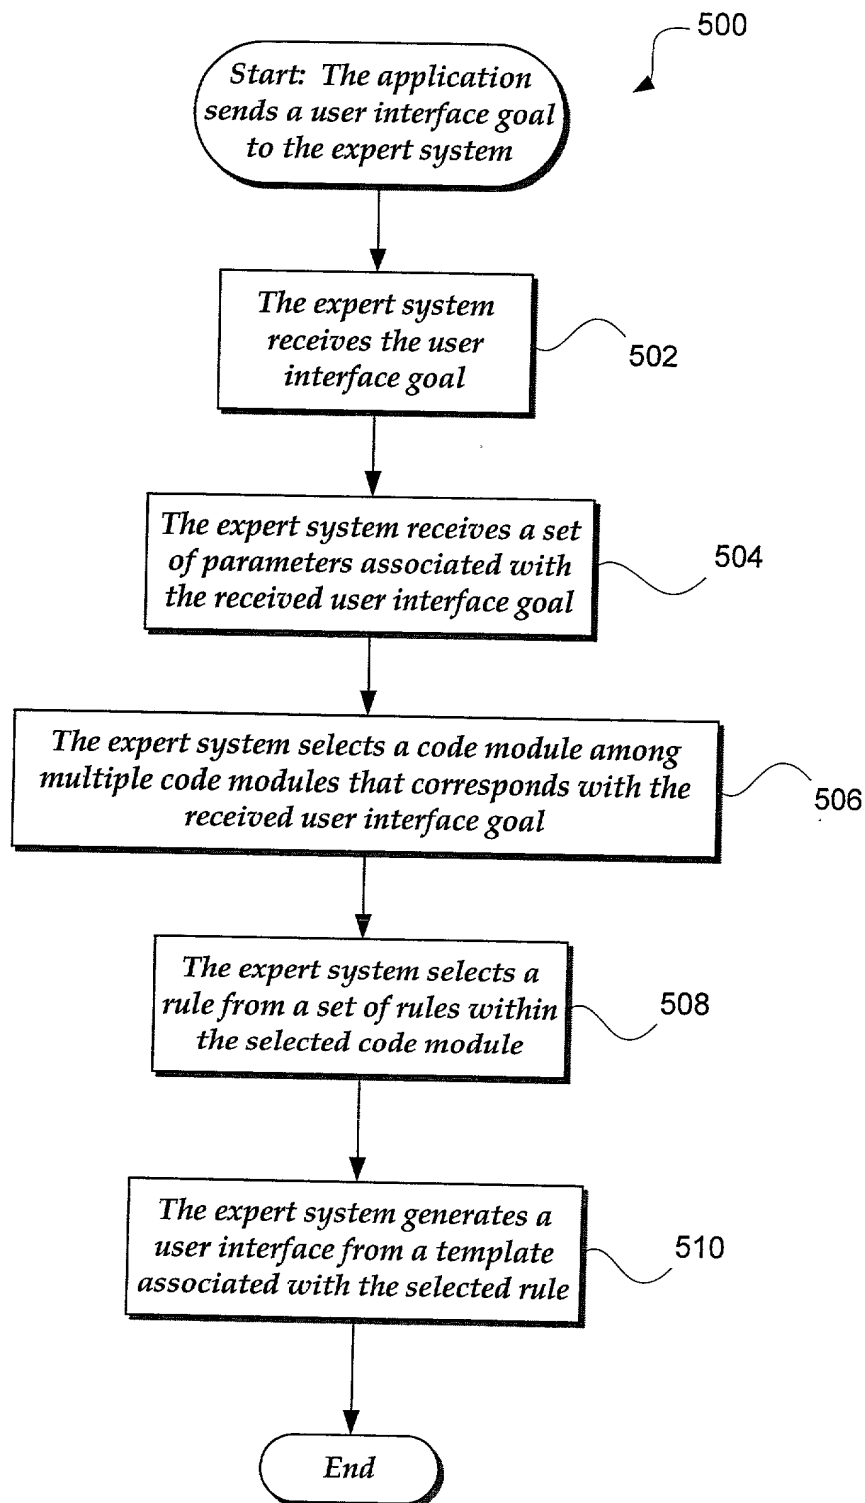 500
Start: The application
sends a user interface goal
to the expert system
The expert system
receives the user
interface goal
502
The expert system receives a set
of parameters associated with
the received user interface goal
504
The expert system selects a code module among
multiple code modules that corresponds with the
received user interface goal
506
The expert system selects a
rule from a set of rules within
the selected code module
508
The expert system generates a
user interface from a template
associated with the selected rule
510
End